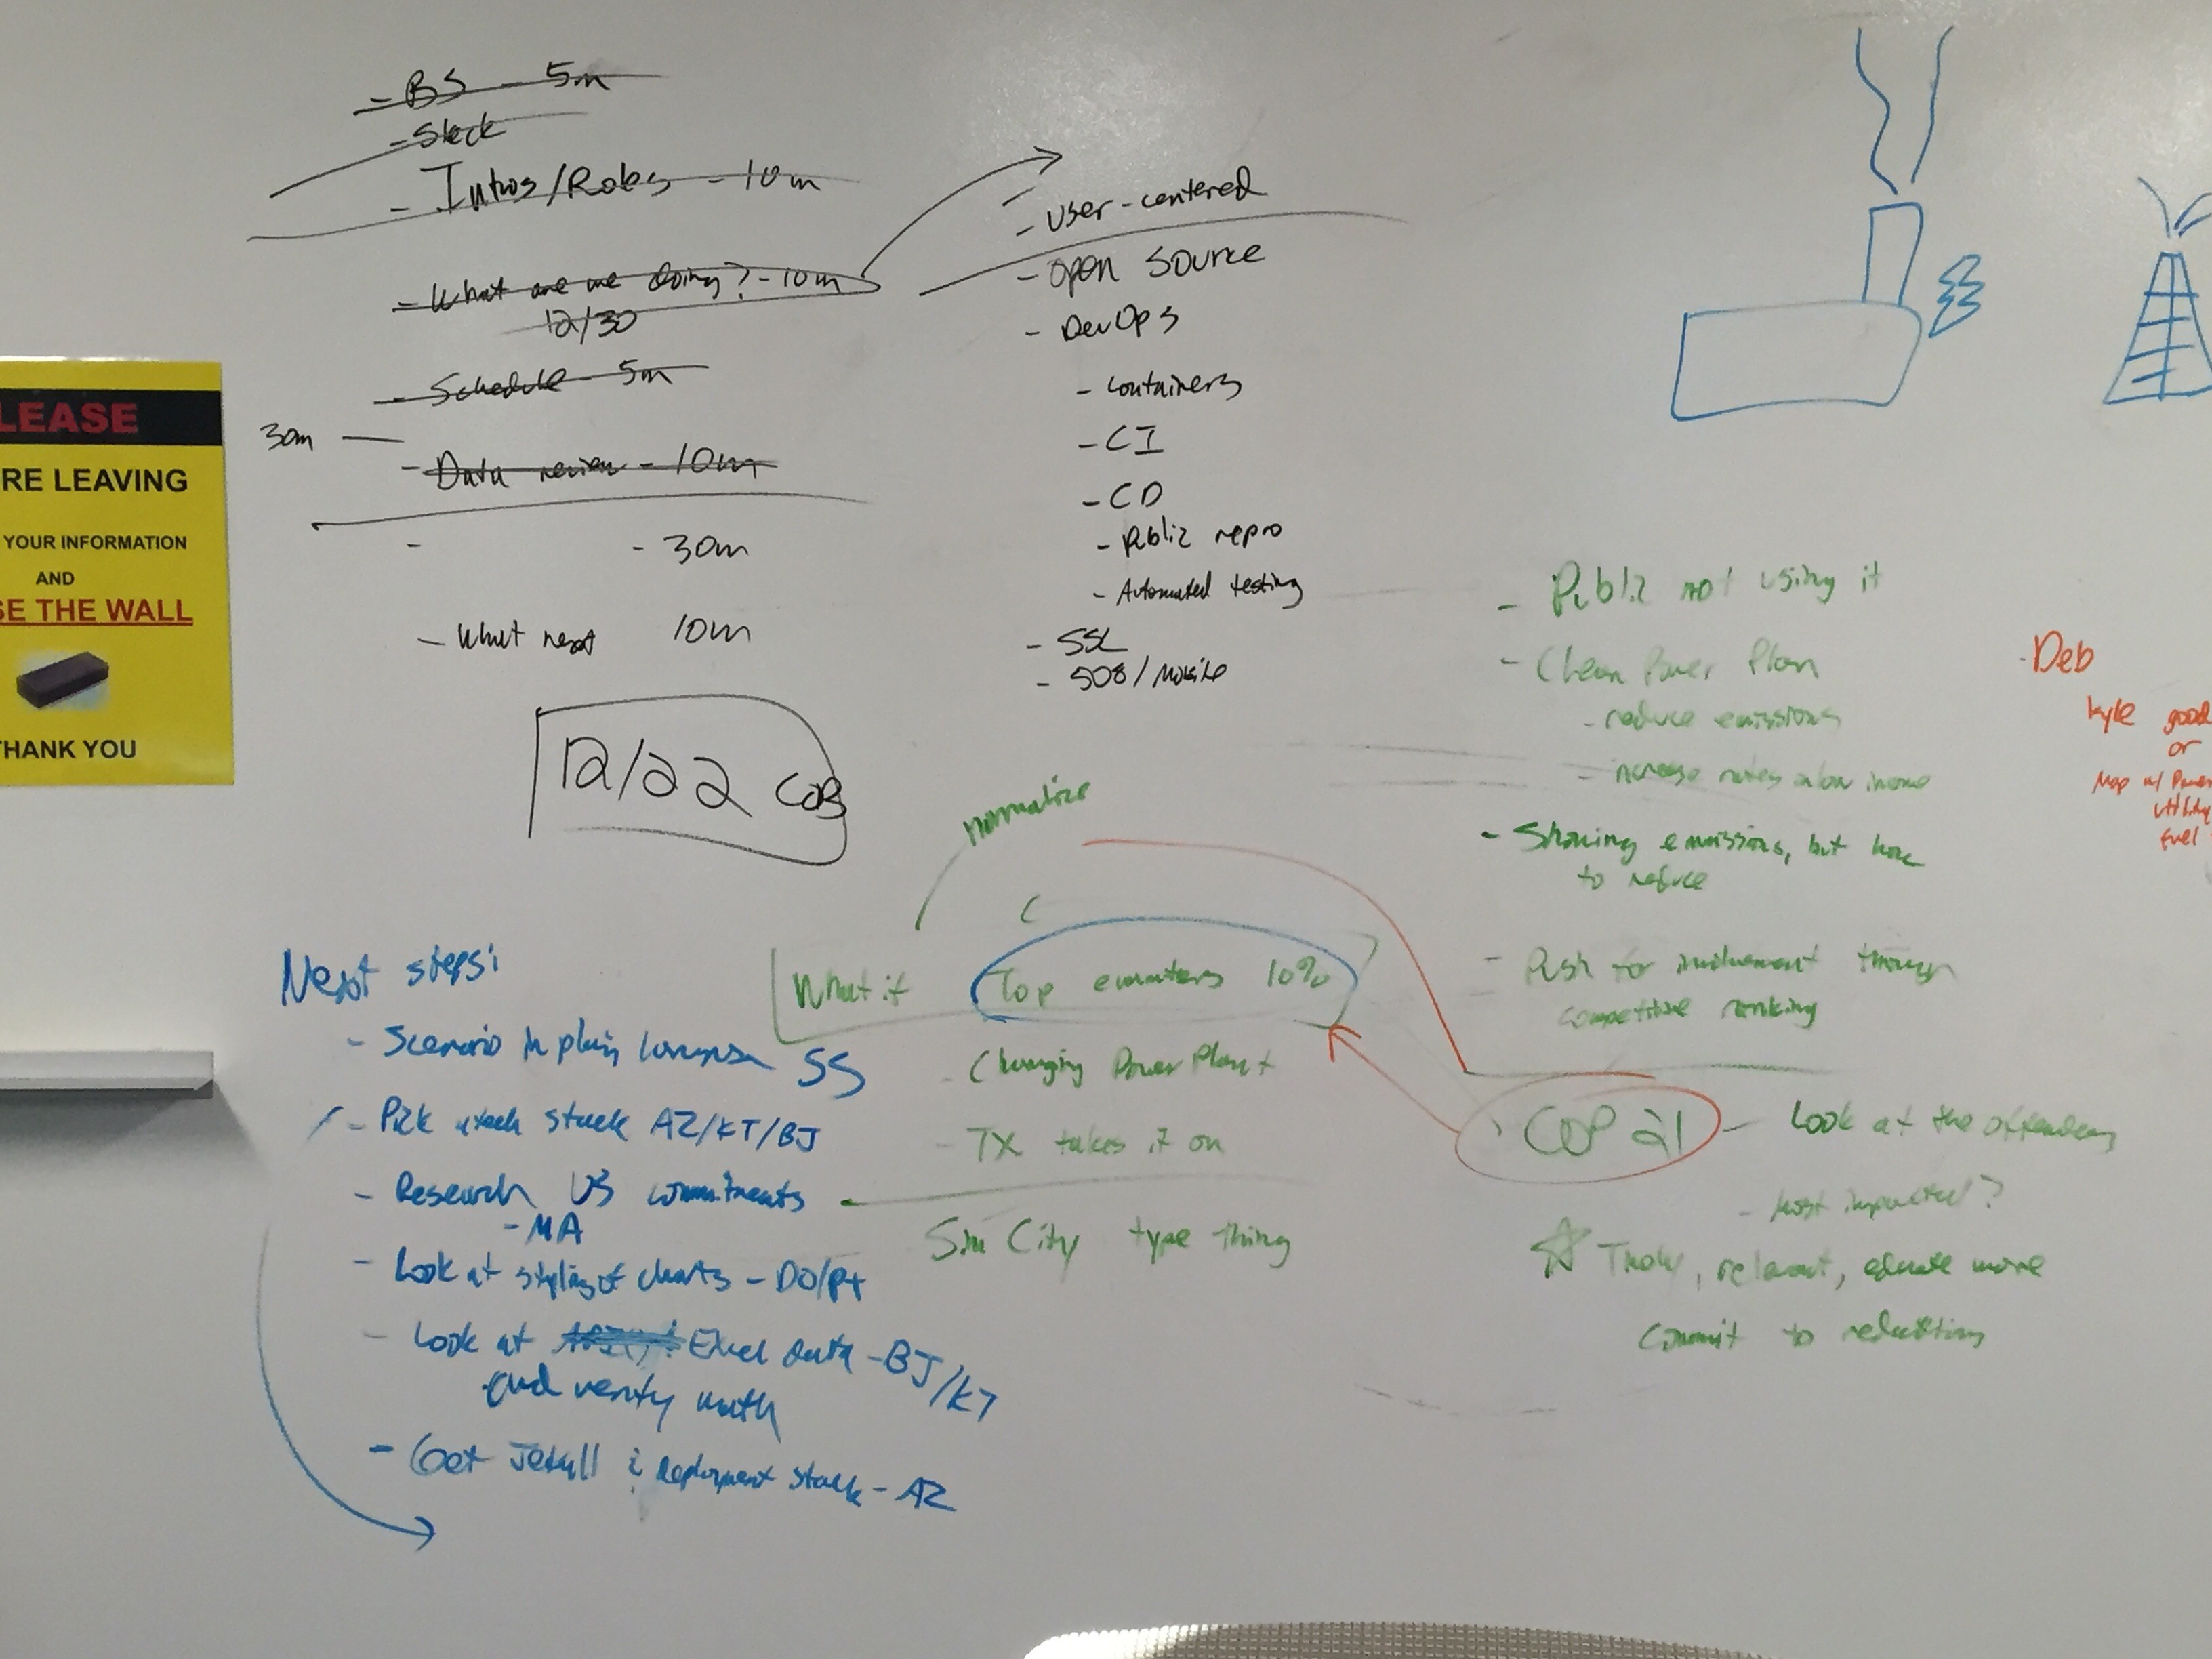 - BS - 5m
- Slack
- Intros/Roles - 10m
- What are we doing? - 10m
12/30
- Schedule - 5m
30m
- Data review - 10m
- - 30m
- What next 10m
12/22 COB
- user-centered
- open source
- DevOps
- containers
- CI
- CD
- Public repro
- Automated testing
- SSL
- 508/Mobile
LEASE
RE LEAVING
YOUR INFORMATION
AND
SE THE WALL
THANK YOU
- Public not using it
- Clean Power Plan
- reduce emissions
- increase rates on low income
- Showing emissions, but how
to reduce
- Push for involvement through
competitive ranking
COP 21 - Look at the
- Most impacted?
☆ Timely, relevant, educate more
commit to reductions
- Deb
Kyle good
or
Map w/ Power
utility
fuel
normalize
What if Top emmiters 10%
- Changing Power Plant
- TX takes it on
Sim City type thing
Next steps:
- Scenario in plain language SS
- Pick a tech stack AZ/KT/BJ
- Research US commitments
- MA
- Look at styling of charts - DO/PT
- Look at Excel data - BJ/KT
and verify math
- Get Jekyll & deployment stack - AZ